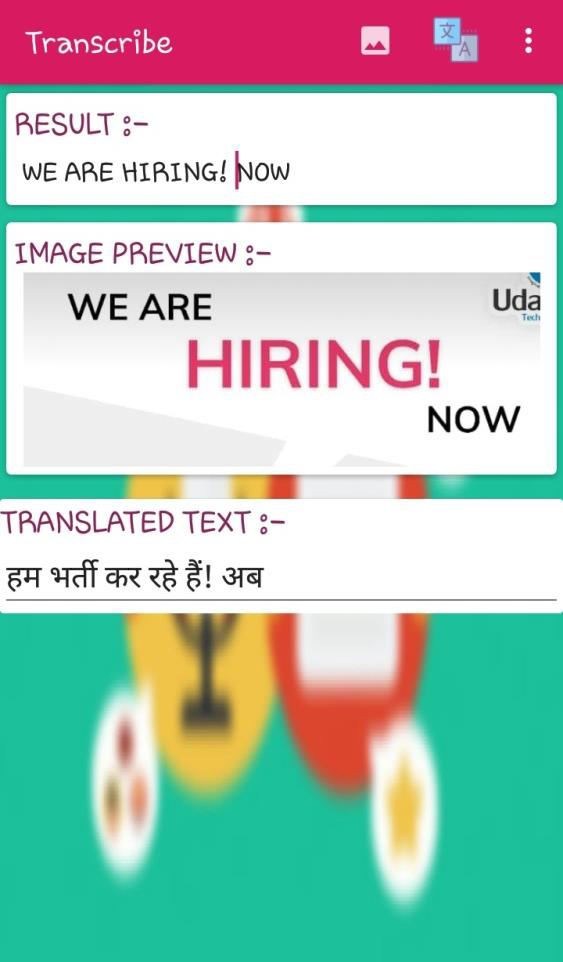 Transcribe
RESULT :-
WE ARE HIRING! NOW
IMAGE PREVIEW :-
WE ARE
Uda
Tech
HIRING!
NOW
TRANSLATED TEXT :-
हम भर्ती कर रहे हैं! अब